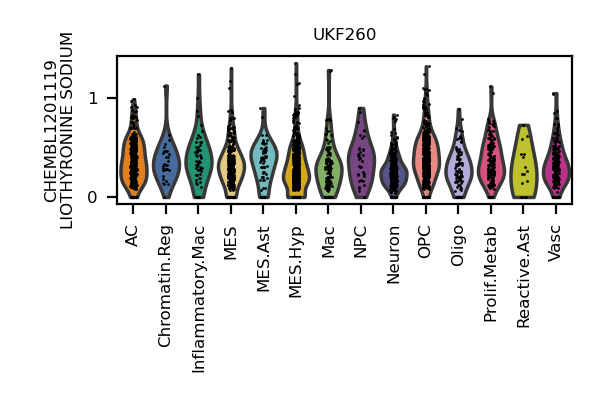 UKF260
CHEMBL1201119
LIOTHYRONINE SODIUM
1
0
AC
Chromatin.Reg
Inflammatory.Mac
MES
MES.Ast
MES.Hyp
Mac
NPC
Neuron
OPC
Oligo
Prolif.Metab
Reactive.Ast
Vasc